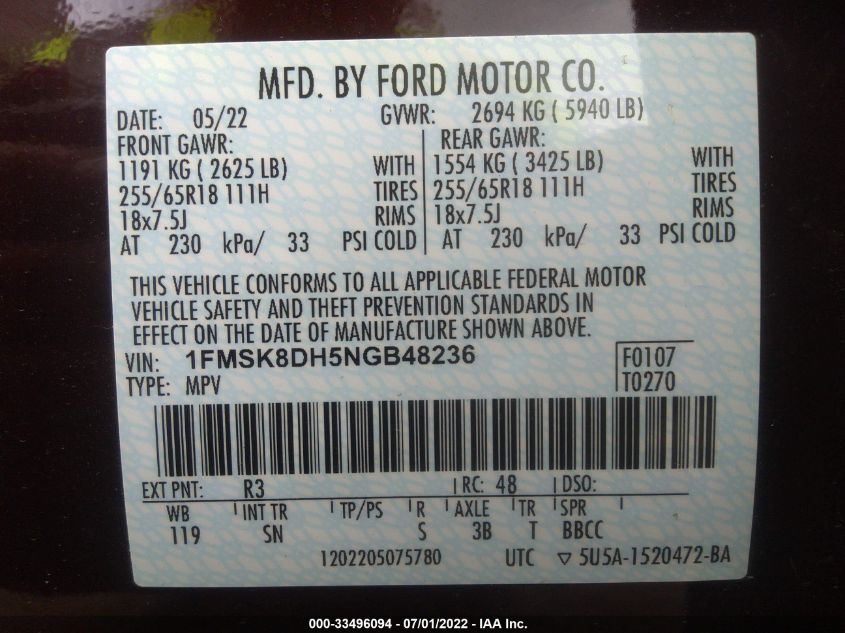 MFD. BY FORD MOTOR CO.
DATE: 05/22 GVWR: 2694 KG ( 5940 LB)
FRONT GAWR: REAR GAWR:
1191 KG ( 2625 LB) WITH 1554 KG ( 3425 LB) WITH
255/65R18 111H TIRES 255/65R18 111H TIRES
18x7.5J RIMS 18x7.5J RIMS
AT 230 kPa/ 33 PSI COLD AT 230 kPa/ 33 PSI COLD
THIS VEHICLE CONFORMS TO ALL APPLICABLE FEDERAL MOTOR
VEHICLE SAFETY AND THEFT PREVENTION STANDARDS IN
EFFECT ON THE DATE OF MANUFACTURE SHOWN ABOVE.
VIN: 1FMSK8DH5NGB48236 F0107
TYPE: MPV T0270
EXT PNT: R3 RC: 48 DSO:
WB INT TR TP/PS R AXLE TR SPR
119 SN S 3B T BBCC
1202205075780 UTC ▽ 5U5A-1520472-BA
000-33496094 - 07/01/2022 - IAA Inc.